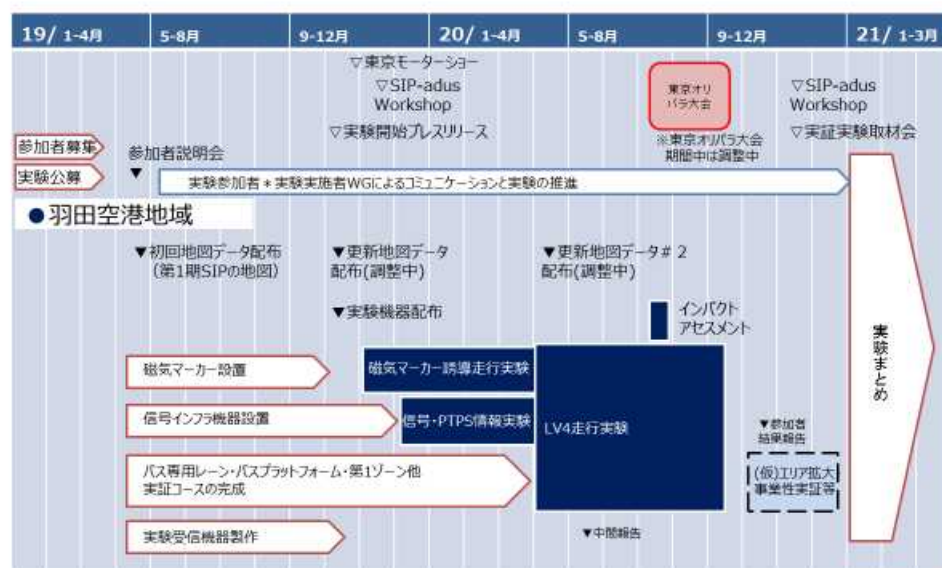 19/ 1-4月
5-8月
9-12月
20/ 1-4月
5-8月
9-12月
21/ 1-3月
▽東京モーターショー
▽SIP-adus
Workshop
▽実験開始プレスリリース
東京オリ
パラ大会
※東京オリパラ大会
期間中は調整中
▽SIP-adus
Workshop
▽実証実験取材会
参加者募集
実験公募
参加者説明会
▼
実験参加者*実験実施者WGによるコミュニケーションと実験の推進
●羽田空港地域
▼初回地図データ配布
(第1期SIPの地図)
▼更新地図データ
配布(調整中)
▼更新地図データ#2
配布(調整中)
▼実験機器配布
インパクト
アセスメント
磁気マーカー設置
磁気マーカー誘導走行実験
信号インフラ機器設置
信号・PTPS情報実験
LV4走行実験
バス専用レーン・バスプラットフォーム・第1ゾーン他
実証コースの完成
実験受信機器製作
▼中間報告
▼参加者
結果報告
(仮)エリア拡大
事業性実証等
実験まとめ